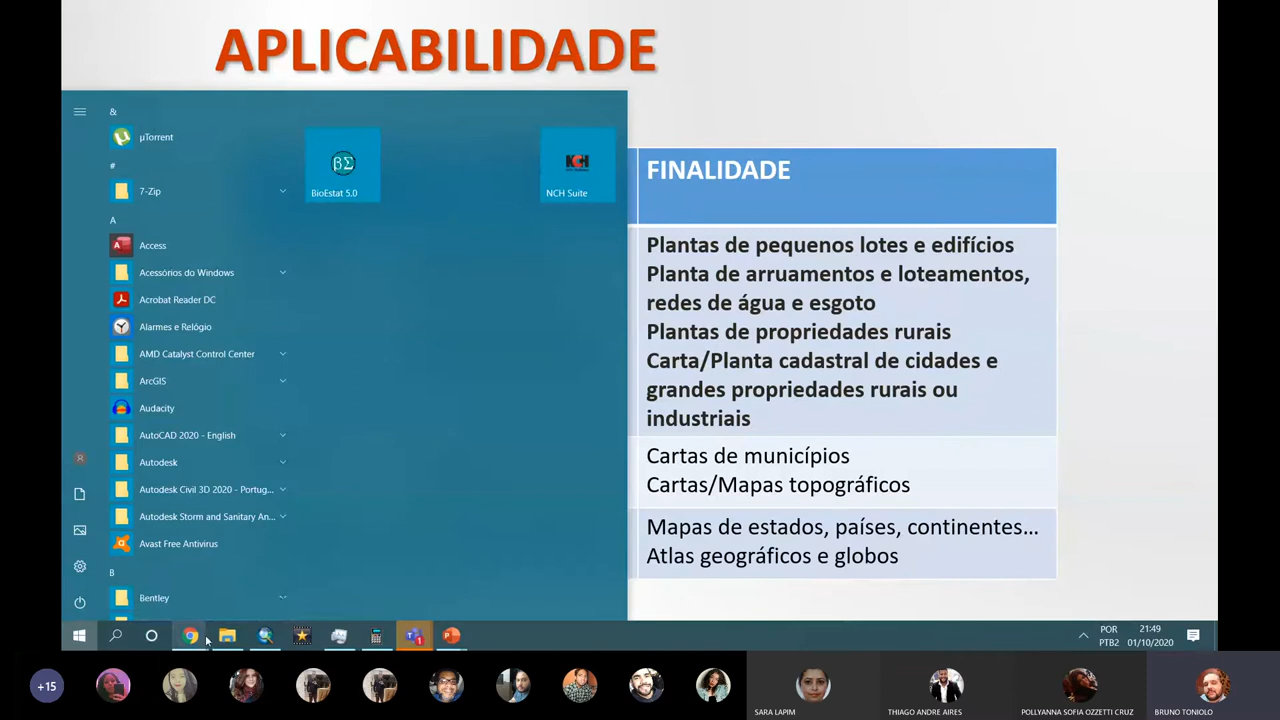 APLICABILIDADE
&
µTorrent
#
7-Zip
A
Access
Acessórios do Windows
Acrobat Reader DC
Alarmes e Relógio
AMD Catalyst Control Center
ArcGIS
Audacity
AutoCAD 2020 - English
Autodesk
Autodesk Civil 3D 2020 - Portug...
Autodesk Storm and Sanitary An...
Avast Free Antivirus
B
Bentley
βΣ
BioEstat 5.0
NCH
NCH Suite
FINALIDADE
Plantas de pequenos lotes e edifícios
Planta de arruamentos e loteamentos,
redes de água e esgoto
Plantas de propriedades rurais
Carta/Planta cadastral de cidades e
grandes propriedades rurais ou
industriais
Cartas de municípios
Cartas/Mapas topográficos
Mapas de estados, países, continentes...
Atlas geográficos e globos
POR
PTB2
21:49
01/10/2020
+15
SARA LAPIM
THIAGO ANDRE AIRES
POLLYANNA SOFIA OZZETTI CRUZ
BRUNO TONIOLO